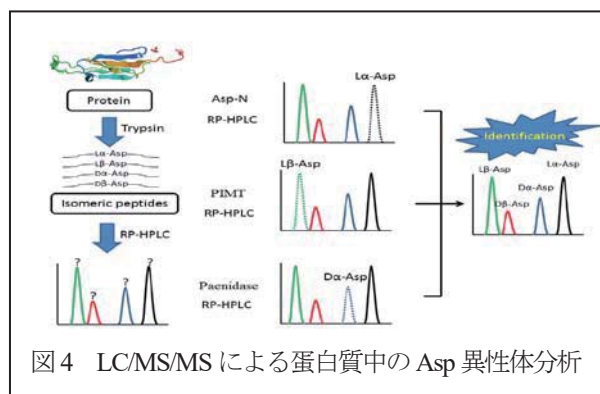 Protein
Trypsin
Lα-Asp
Lβ-Asp
Dα-Asp
Dβ-Asp
Isomeric peptides
RP-HPLC
? ? ? ?
Asp-N
RP-HPLC
Lα-Asp
PIMT
RP-HPLC
Lβ-Asp
Paenidase
RP-HPLC
Dα-Asp
Identification
Lβ-Asp
Dβ-Asp
Dα-Asp
Lα-Asp
図4 LC/MS/MS による蛋白質中の Asp 異性体分析